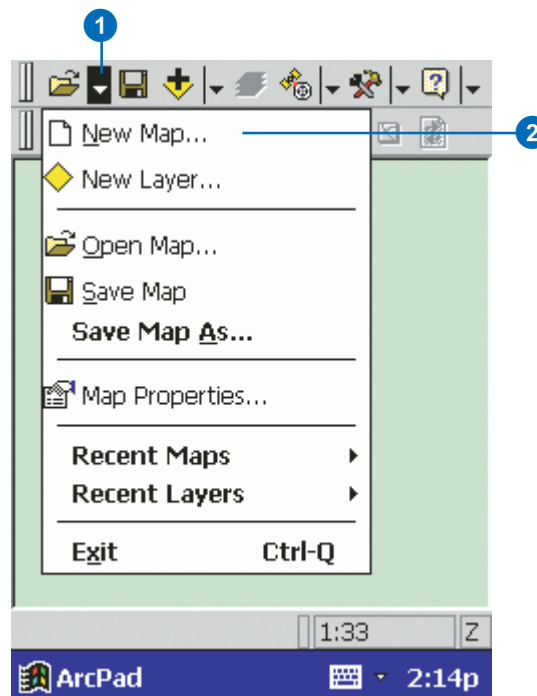 1
New Map...
2
New Layer...
Open Map...
Save Map
Save Map As...
Map Properties...
Recent Maps
Recent Layers
Exit Ctrl-Q
1:33 Z
ArcPad 2:14p